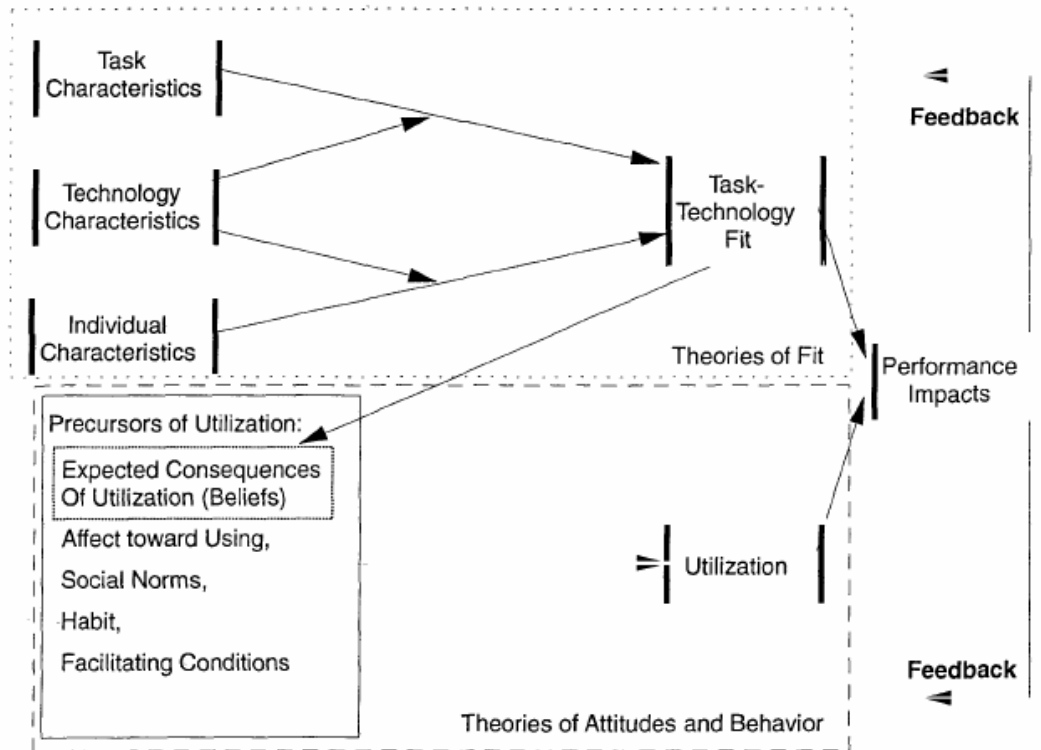 Task
Characteristics
Feedback
Technology
Characteristics
Task-
Technology
Fit
Individual
Characteristics
Theories of Fit
Performance
Impacts
Precursors of Utilization:
Expected Consequences
Of Utilization (Beliefs)
Affect toward Using,
Social Norms,
Habit,
Facilitating Conditions
Utilization
Feedback
Theories of Attitudes and Behavior